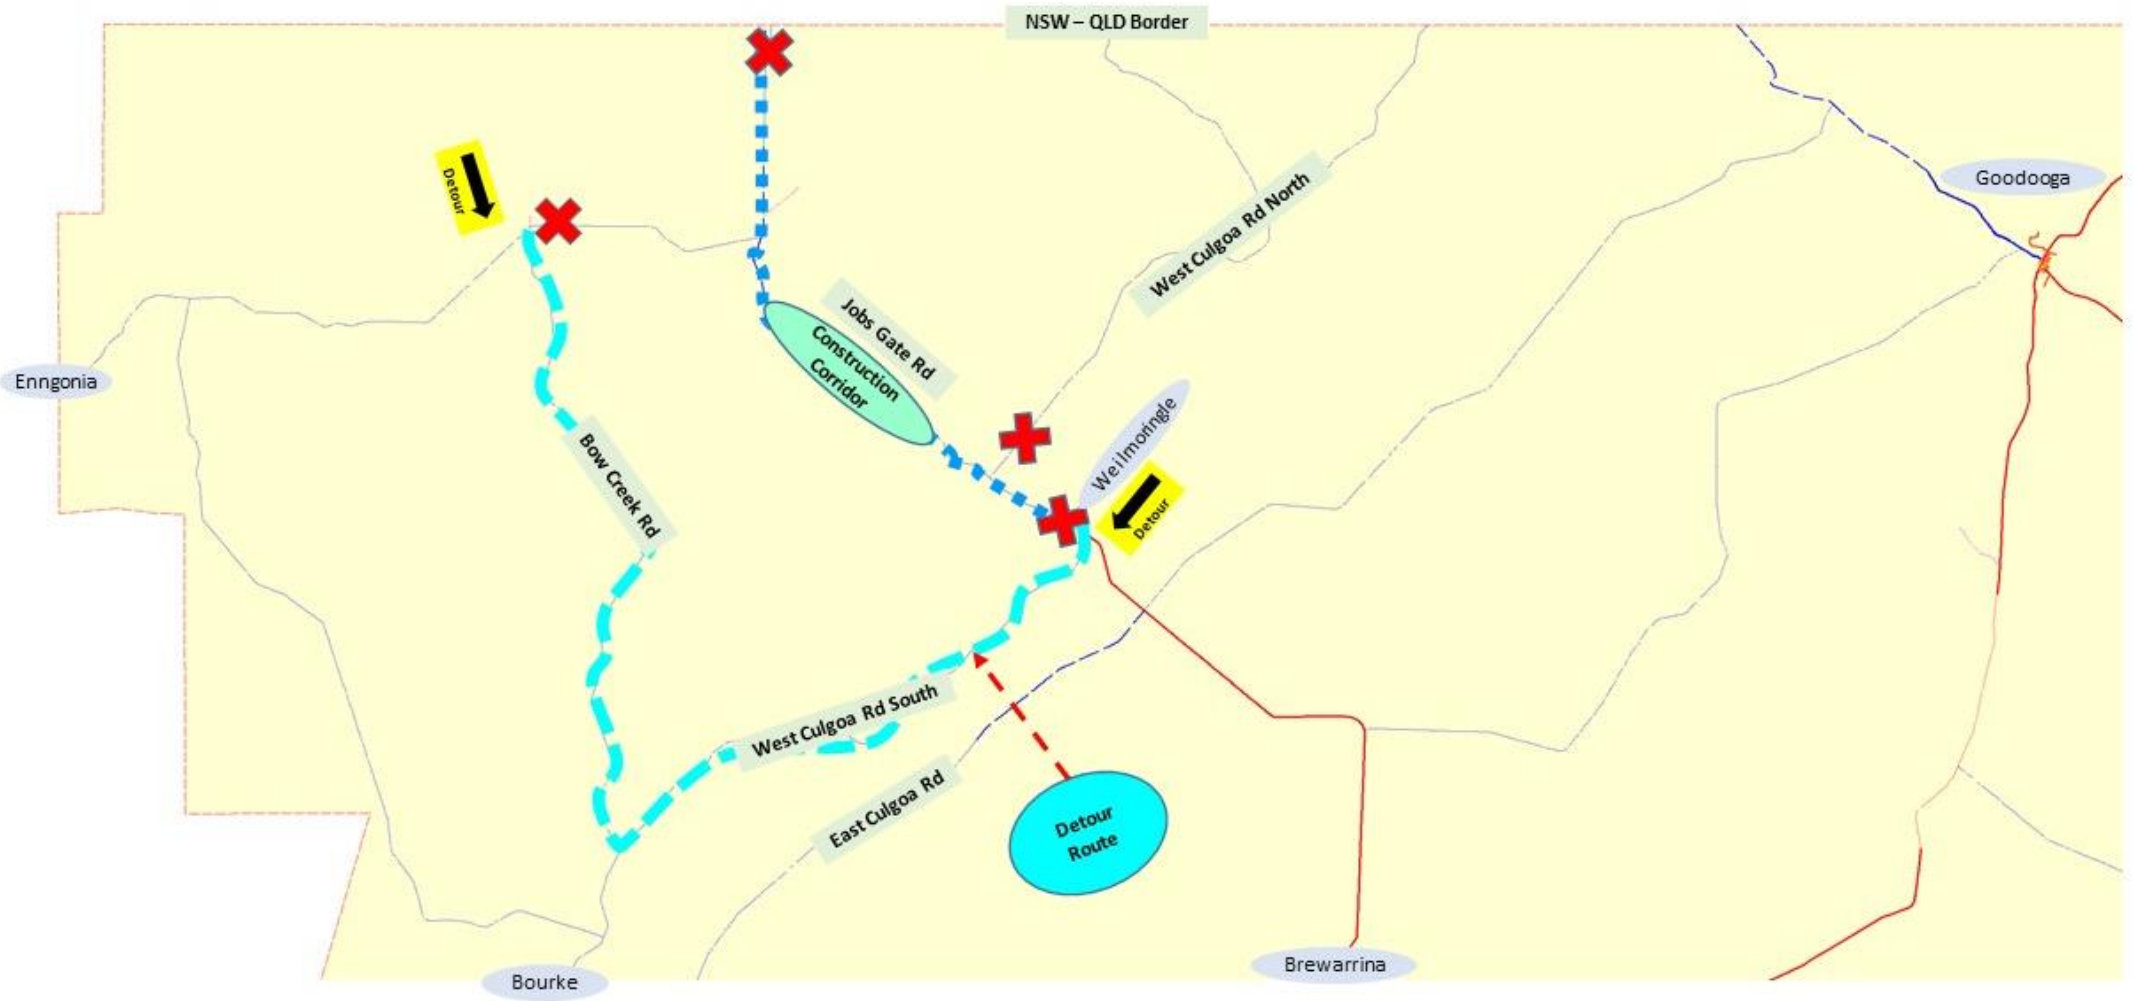 NSW – QLD Border
Detour
Goodooga
West Culgoa Rd North
Jobs Gate Rd
Construction
Corridor
Enngonia
Weilmoringle
Bow Creek Rd
Detour
West Culgoa Rd South
East Culgoa Rd
Detour
Route
Brewarrina
Bourke